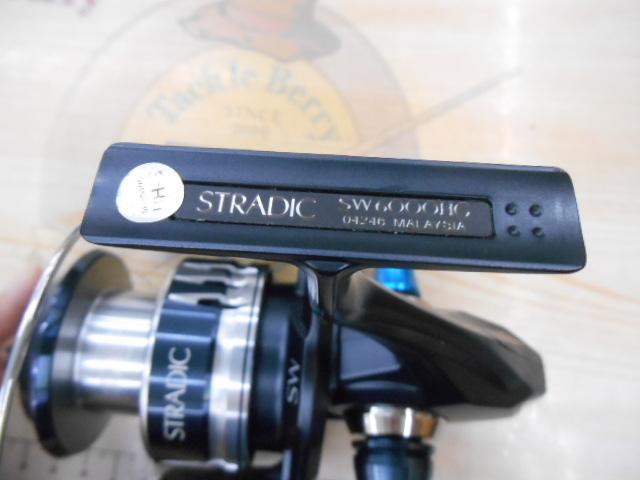 Tackle Berry
SINCE
STRADIC SW6000HG
04246 MALAYSIA
STRADIC
SW